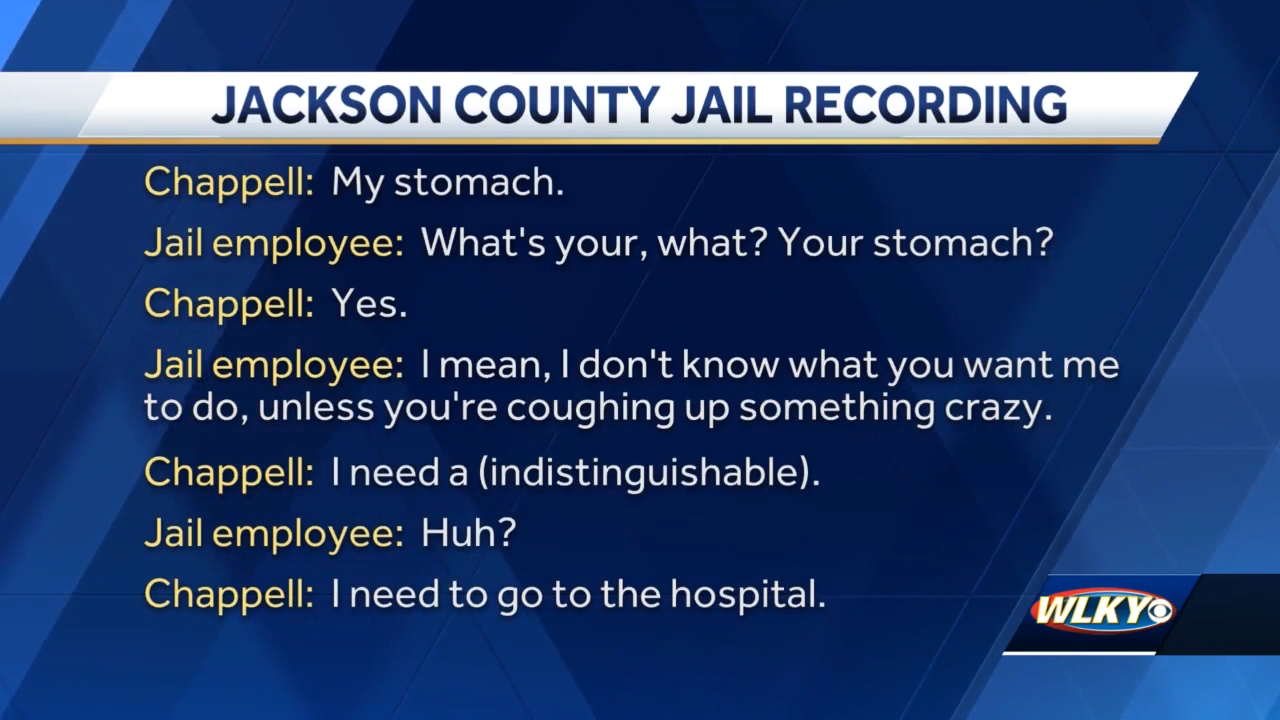 JACKSON COUNTY JAIL RECORDING
Chappell: My stomach.
Jail employee: What's your, what? Your stomach?
Chappell: Yes.
Jail employee: I mean, I don't know what you want me
to do, unless you're coughing up something crazy.
Chappell: I need a (indistinguishable).
Jail employee: Huh?
Chappell: I need to go to the hospital.
WLKY